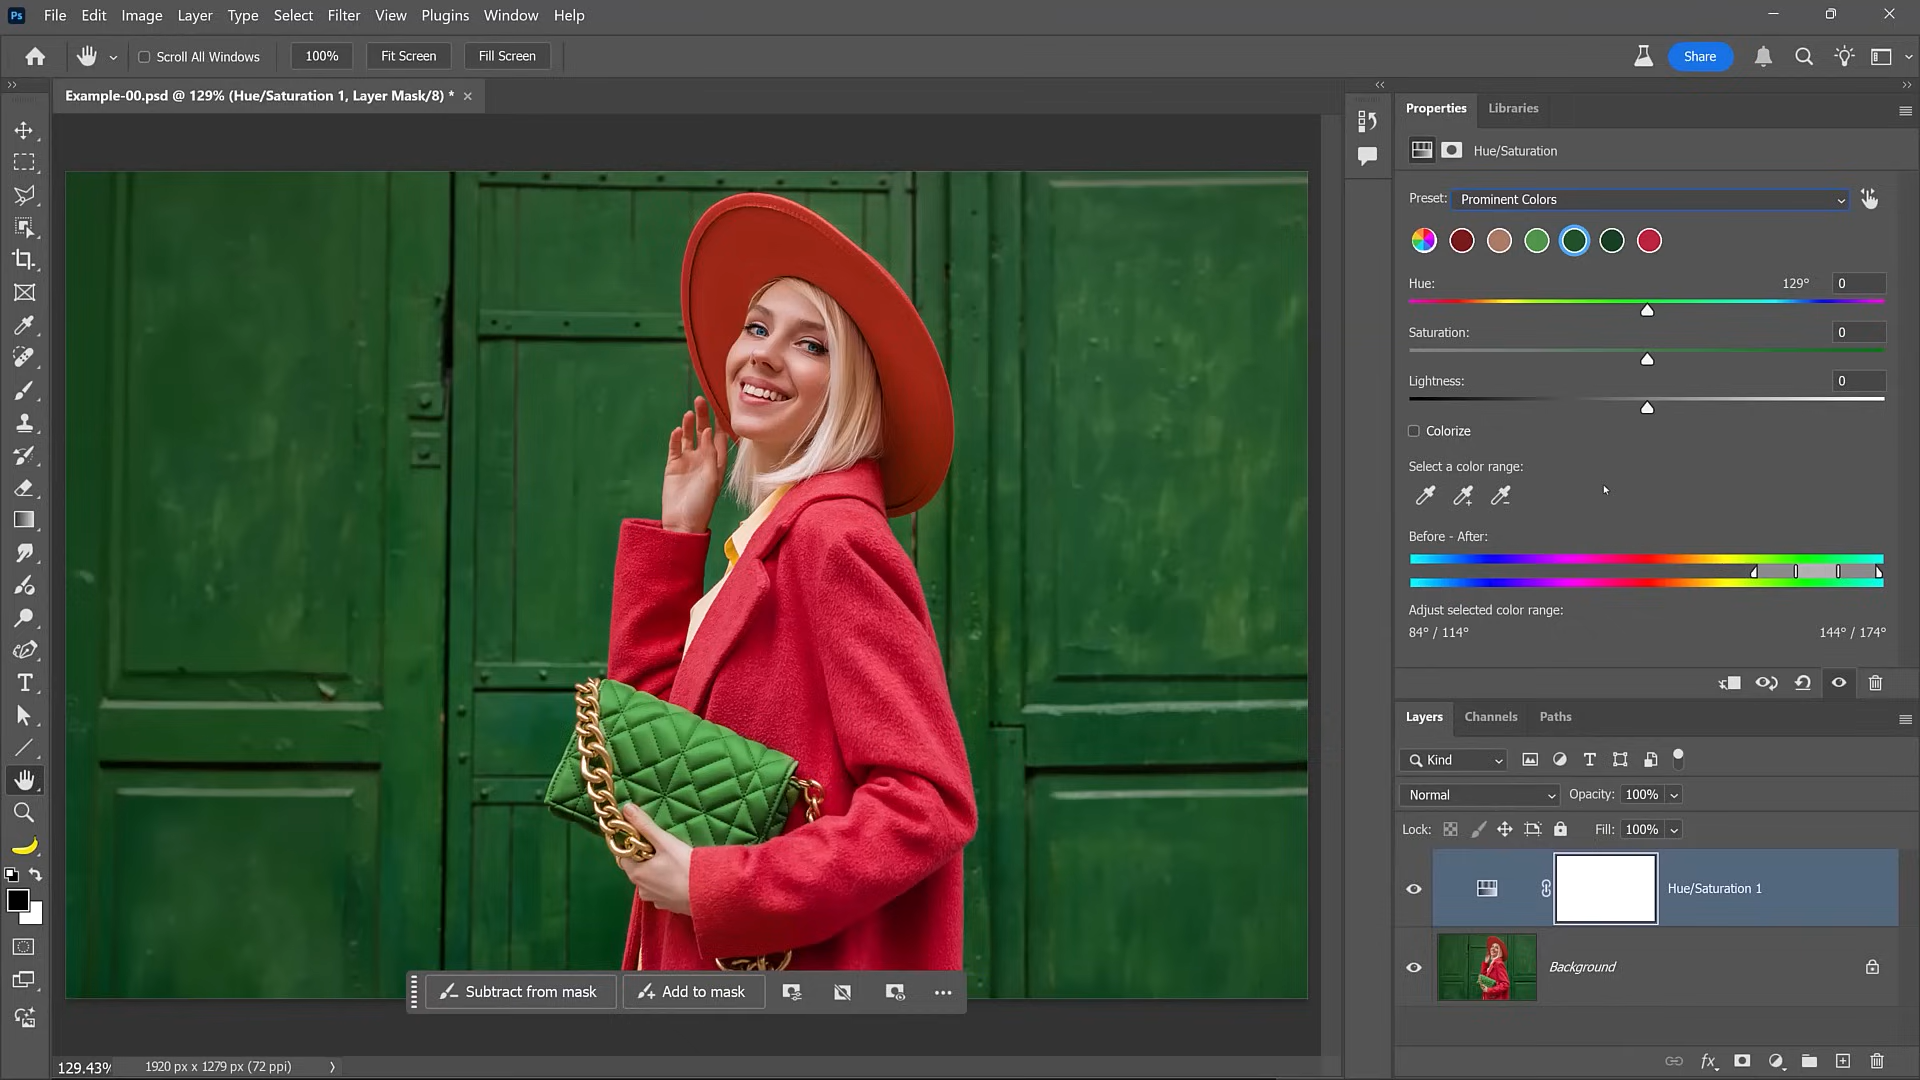 Ps File Edit Image Layer Type Select Filter View Plugins Window Help
Scroll All Windows 100% Fit Screen Fill Screen Share
Example-00.psd @ 129% (Hue/Saturation 1, Layer Mask/8) *
Properties Libraries
Hue/Saturation
Preset: Prominent Colors
Hue: 129° 0
Saturation: 0
Lightness: 0
Colorize
Select a color range:
Before - After:
Adjust selected color range:
84° / 114° 144° / 174°
Layers Channels Paths
Kind
Normal Opacity: 100%
Lock: Fill: 100%
Hue/Saturation 1
Background
Subtract from mask Add to mask
129.43% 1920 px x 1279 px (72 ppi)